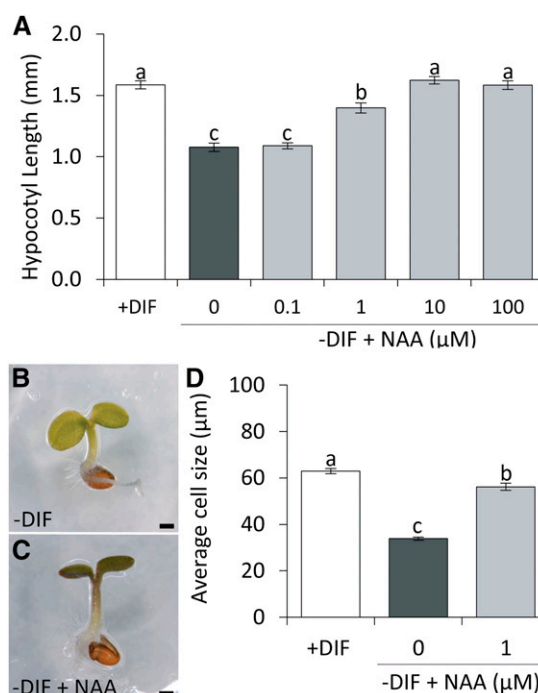 A
Hypocotyl Length (mm)
2.0
1.5
1.0
0.5
0.0
a
c
c
b
a
a
+DIF
0
0.1
1
10
100
-DIF + NAA (µM)
B
-DIF
C
-DIF + NAA
D
Average cell size (µm)
100
80
60
40
20
0
a
c
b
+DIF
0
1
-DIF + NAA (µM)